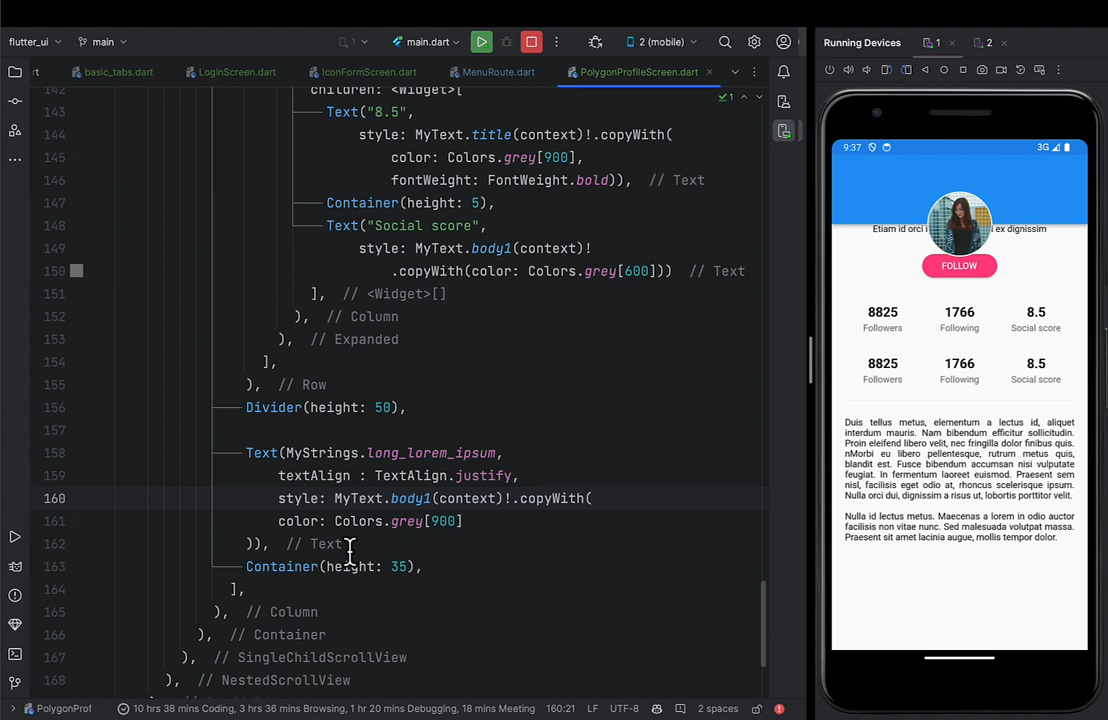 flutter_ui
main
1
main.dart
2 (mobile)
Running Devices
1
2
rt
basic_tabs.dart
LoginScreen.dart
IconFormScreen.dart
MenuRoute.dart
PolygonProfileScreen.dart
1
142 children: <Widget>[
143 Text("8.5",
144 style: MyText.title(context)!.copyWith(
145 color: Colors.grey[900],
146 fontWeight: FontWeight.bold)), // Text
147 Container(height: 5),
148 Text("Social score",
149 style: MyText.body1(context)!
150 .copyWith(color: Colors.grey[600])) // Text
151 ], // <Widget>[]
152 ), // Column
153 ), // Expanded
154 ],
155 ), // Row
156 Divider(height: 50),
157
158 Text(MyStrings.long_lorem_ipsum,
159 textAlign : TextAlign.justify,
160 style: MyText.body1(context)!.copyWith(
161 color: Colors.grey[900]
162 )), // Text
163 Container(height: 35),
164 ],
165 ), // Column
166 ), // Container
167 ), // SingleChildScrollView
168 ), // NestedScrollView
PolygonProf
10 hrs 38 mins Coding, 3 hrs 36 mins Browsing, 1 hr 20 mins Debugging, 18 mins Meeting
160:21
LF
UTF-8
2 spaces
9:37
3G
Etiam id orci l
ex dignissim
FOLLOW
8825 1766 8.5
Followers Following Social score
8825 1766 8.5
Followers Following Social score
Duis tellus metus, elementum a lectus id, aliquet
interdum mauris. Nam bibendum efficitur sollicitudin.
Proin eleifend libero velit, nec fringilla dolor finibus quis.
nMorbi eu libero pellentesque, rutrum metus quis,
blandit est. Fusce bibendum accumsan nisi vulputate
feugiat. In fermentum laoreet euismod. Praesent sem
nisl, facilisis eget odio at, rhoncus scelerisque ipsum.
Nulla orci dui, dignissim a risus ut, lobortis porttitor velit.
Nulla id lectus metus. Maecenas a lorem in odio auctor
facilisis non vitae nunc. Sed malesuada volutpat massa.
Praesent sit amet lacinia augue, mollis tempor dolor.